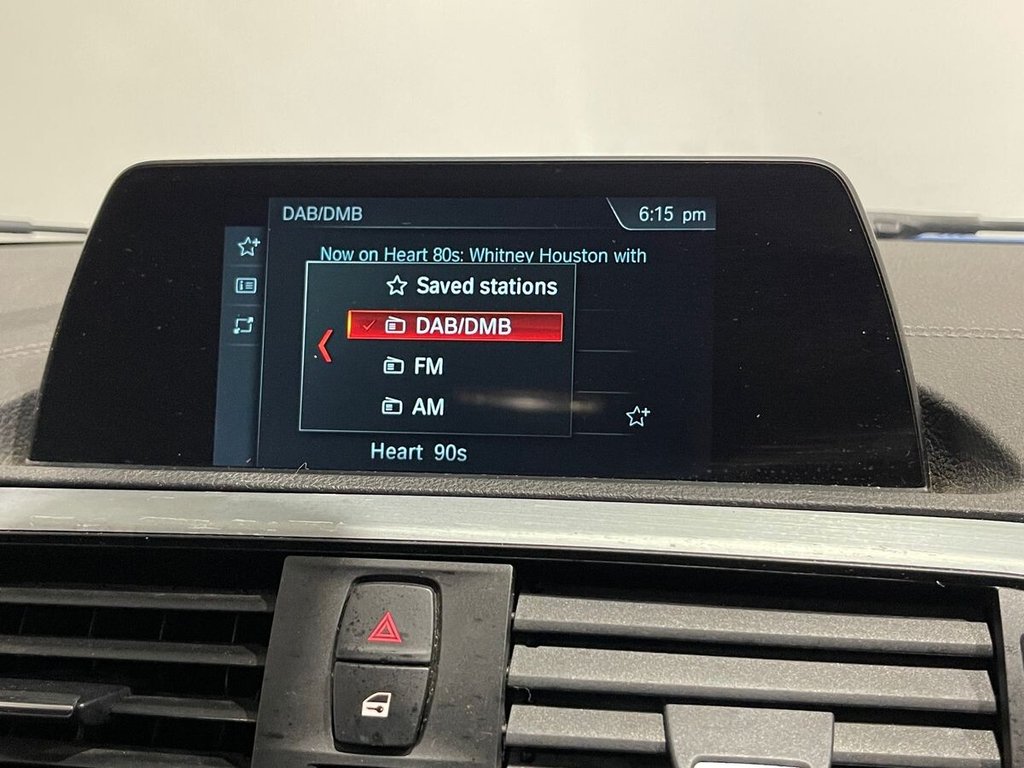 DAB/DMB
6:15 pm
Now on Heart 80s: Whitney Houston with
Saved stations
DAB/DMB
FM
AM
Heart 90s